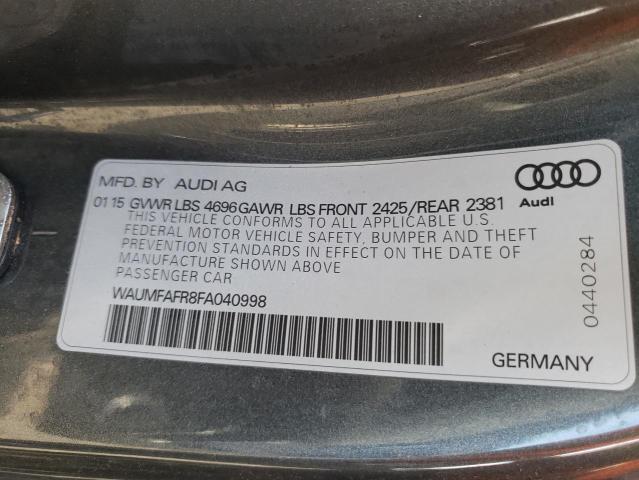 MFD. BY AUDI AG
Audi
01 15 GVWR LBS 4696 GAWR LBS FRONT 2425/REAR 2381
THIS VEHICLE CONFORMS TO ALL APPLICABLE U.S.
FEDERAL MOTOR VEHICLE SAFETY, BUMPER AND THEFT
PREVENTION STANDARDS IN EFFECT ON THE DATE OF
MANUFACTURE SHOWN ABOVE
PASSENGER CAR
WAUMFAFR8FA040998
0440284
GERMANY